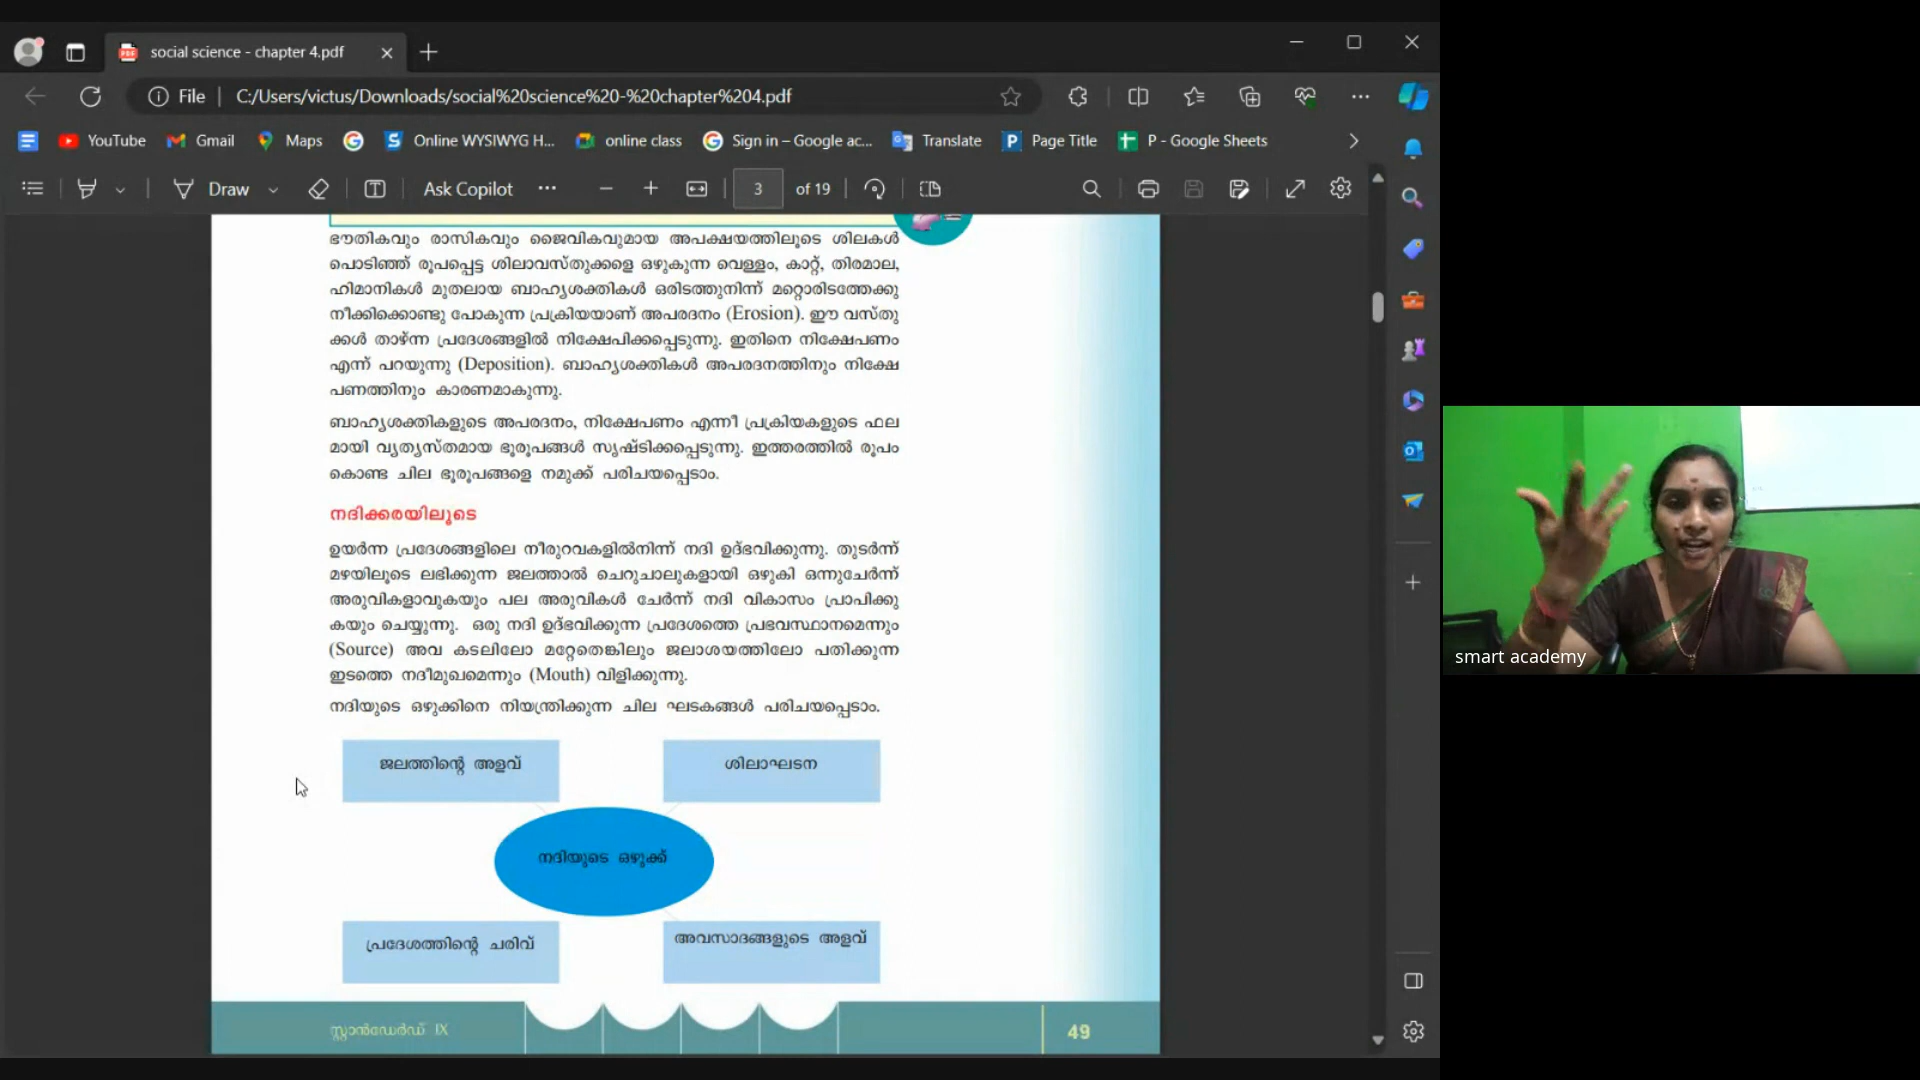 social science - chapter 4.pdf
File
C:/Users/victus/Downloads/social%20science%20-%20chapter%204.pdf
YouTube Gmail Maps Online WYSIWYG H... online class Sign in – Google ac... Translate Page Title P - Google Sheets
Draw Ask Copilot 3 of 19
ഭൗതികവും രാസികവും ജൈവികവുമായ അപക്ഷയത്തിലൂടെ ശിലകൾ
പൊടിഞ്ഞ് രൂപപ്പെട്ട ശിലാവസ്തുക്കളെ ഒഴുകുന്ന വെള്ളം, കാറ്റ്, തിരമാല,
ഹിമാനികൾ മുതലായ ബാഹ്യശക്തികൾ ഒരിടത്തുനിന്ന് മറ്റൊരിടത്തേക്കു
നീക്കിക്കൊണ്ടു പോകുന്ന പ്രക്രിയയാണ് അപരദനം (Erosion). ഈ വസ്തു
ക്കൾ താഴ്ന്ന പ്രദേശങ്ങളിൽ നിക്ഷേപിക്കപ്പെടുന്നു. ഇതിനെ നിക്ഷേപണം
എന്ന് പറയുന്നു (Deposition). ബാഹ്യശക്തികൾ അപരദനത്തിനും നിക്ഷേ
പണത്തിനും കാരണമാകുന്നു.
ബാഹ്യശക്തികളുടെ അപരദനം, നിക്ഷേപണം എന്നീ പ്രക്രിയകളുടെ ഫല
മായി വ്യത്യസ്തമായ ഭൂരൂപങ്ങൾ സൃഷ്ടിക്കപ്പെടുന്നു. ഇത്തരത്തിൽ രൂപം
കൊണ്ട ചില ഭൂരൂപങ്ങളെ നമുക്ക് പരിചയപ്പെടാം.
നദിക്കരയിലൂടെ
ഉയർന്ന പ്രദേശങ്ങളിലെ നീരുറവകളിൽനിന്ന് നദി ഉദ്ഭവിക്കുന്നു. തുടർന്ന്
മഴയിലൂടെ ലഭിക്കുന്ന ജലത്താൽ ചെറുചാലുകളായി ഒഴുകി ഒന്നുചേർന്ന്
അരുവികളാവുകയും പല അരുവികൾ ചേർന്ന് നദി വികാസം പ്രാപിക്കു
കയും ചെയ്യുന്നു. ഒരു നദി ഉദ്ഭവിക്കുന്ന പ്രദേശത്തെ പ്രഭവസ്ഥാനമെന്നും
(Source) അവ കടലിലോ മറ്റേതെങ്കിലും ജലാശയത്തിലോ പതിക്കുന്ന
ഇടത്തെ നദീമുഖമെന്നും (Mouth) വിളിക്കുന്നു.
നദിയുടെ ഒഴുക്കിനെ നിയന്ത്രിക്കുന്ന ചില ഘടകങ്ങൾ പരിചയപ്പെടാം.
ജലത്തിന്റെ അളവ്
ശിലാഘടന
നദിയുടെ ഒഴുക്ക്
പ്രദേശത്തിന്റെ ചരിവ്
അവസാദങ്ങളുടെ അളവ്
സ്റ്റാൻഡേർഡ് IX
49
smart academy